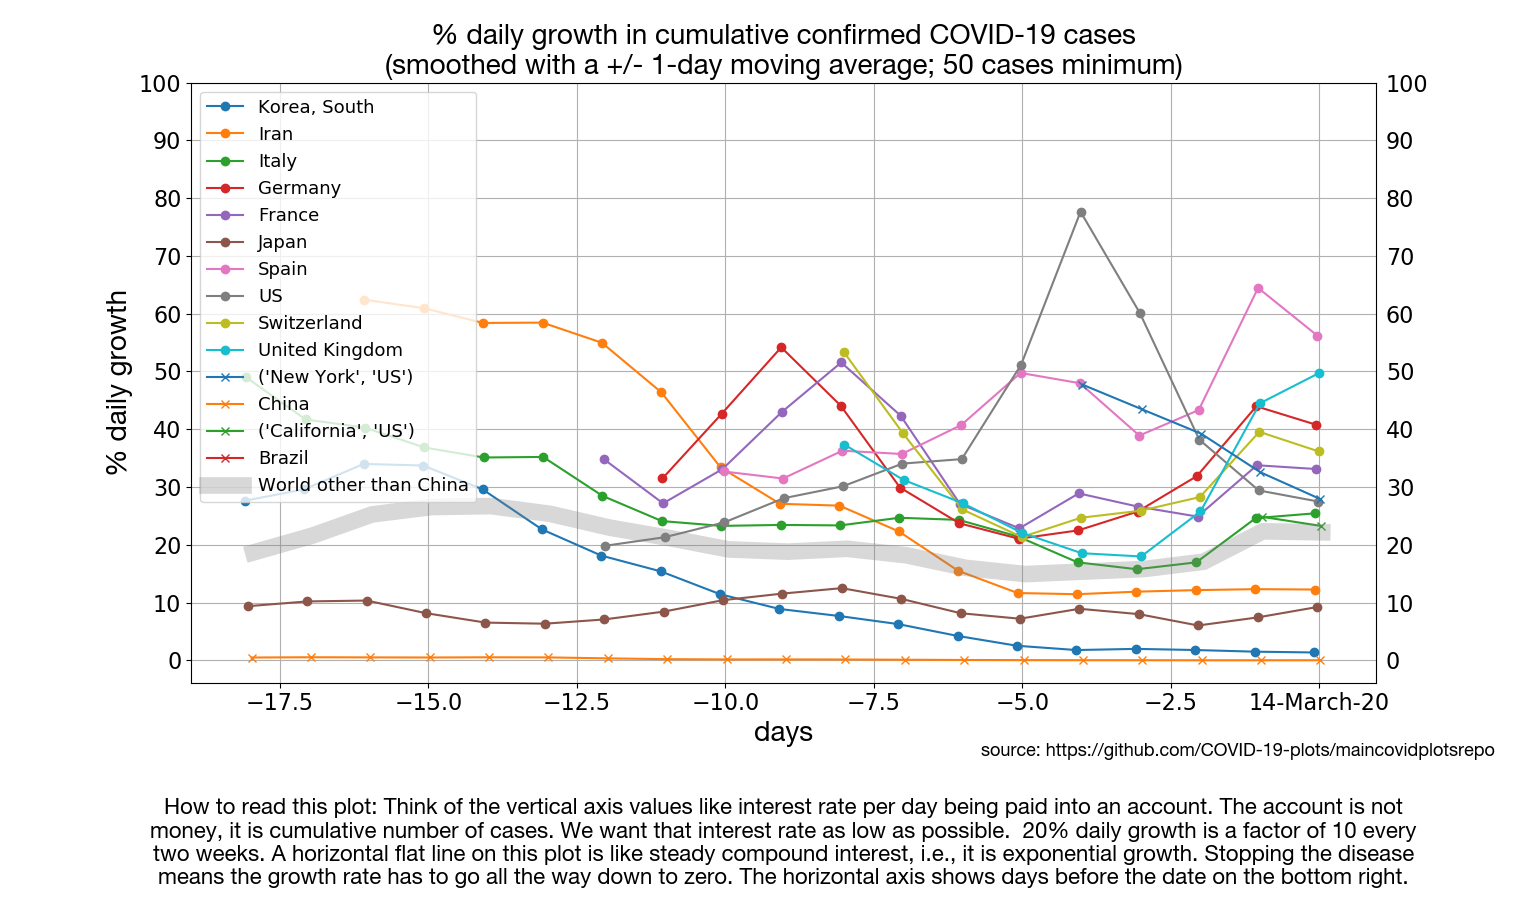 % daily growth in cumulative confirmed COVID-19 cases
(smoothed with a +/- 1-day moving average; 50 cases minimum)
100
90
80
70
60
50
40
30
20
10
0
% daily growth
Korea, South
Iran
Italy
Germany
France
Japan
Spain
US
Switzerland
United Kingdom
('New York', 'US')
China
('California', 'US')
Brazil
World other than China
100
90
80
70
60
50
40
30
20
10
0
−17.5 −15.0 −12.5 −10.0 −7.5 −5.0 −2.5 14-March-20
days
source: https://github.com/COVID-19-plots/maincovidplotsrepo
How to read this plot: Think of the vertical axis values like interest rate per day being paid into an account. The account is not
money, it is cumulative number of cases. We want that interest rate as low as possible.  20% daily growth is a factor of 10 every
two weeks. A horizontal flat line on this plot is like steady compound interest, i.e., it is exponential growth. Stopping the disease
means the growth rate has to go all the way down to zero. The horizontal axis shows days before the date on the bottom right.